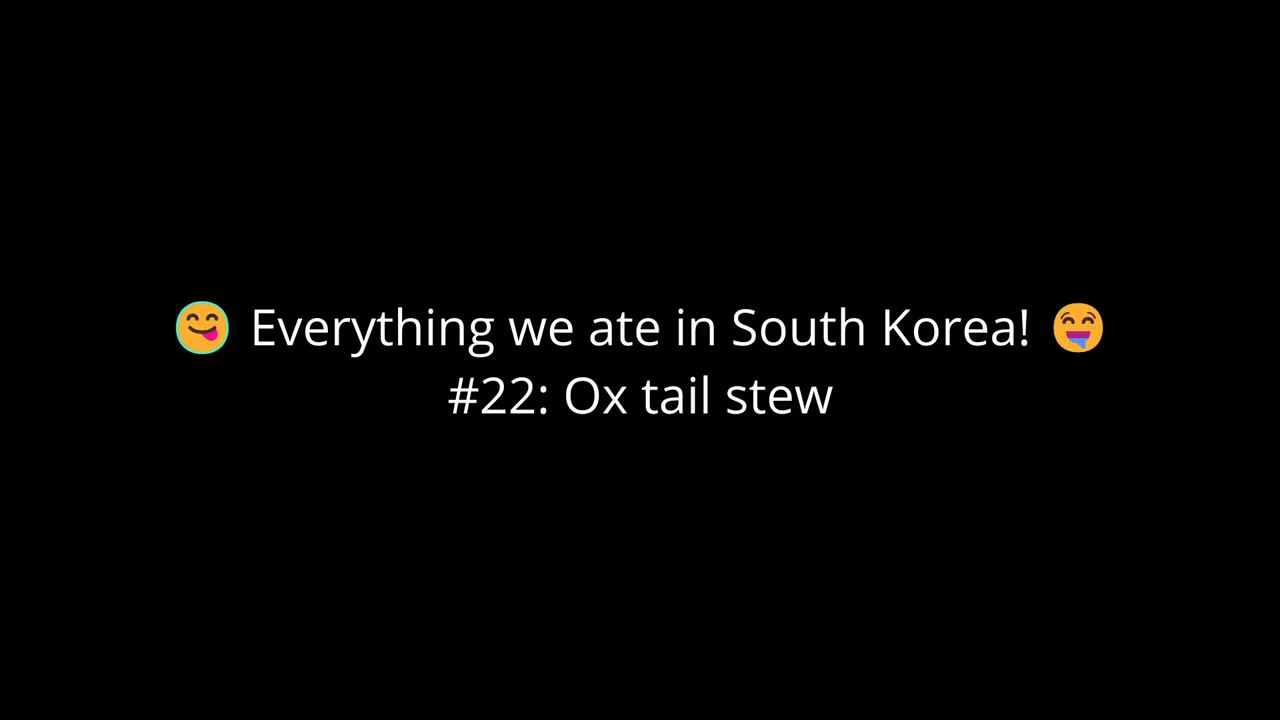 😋 Everything we ate in South Korea! 🤤
#22: Ox tail stew